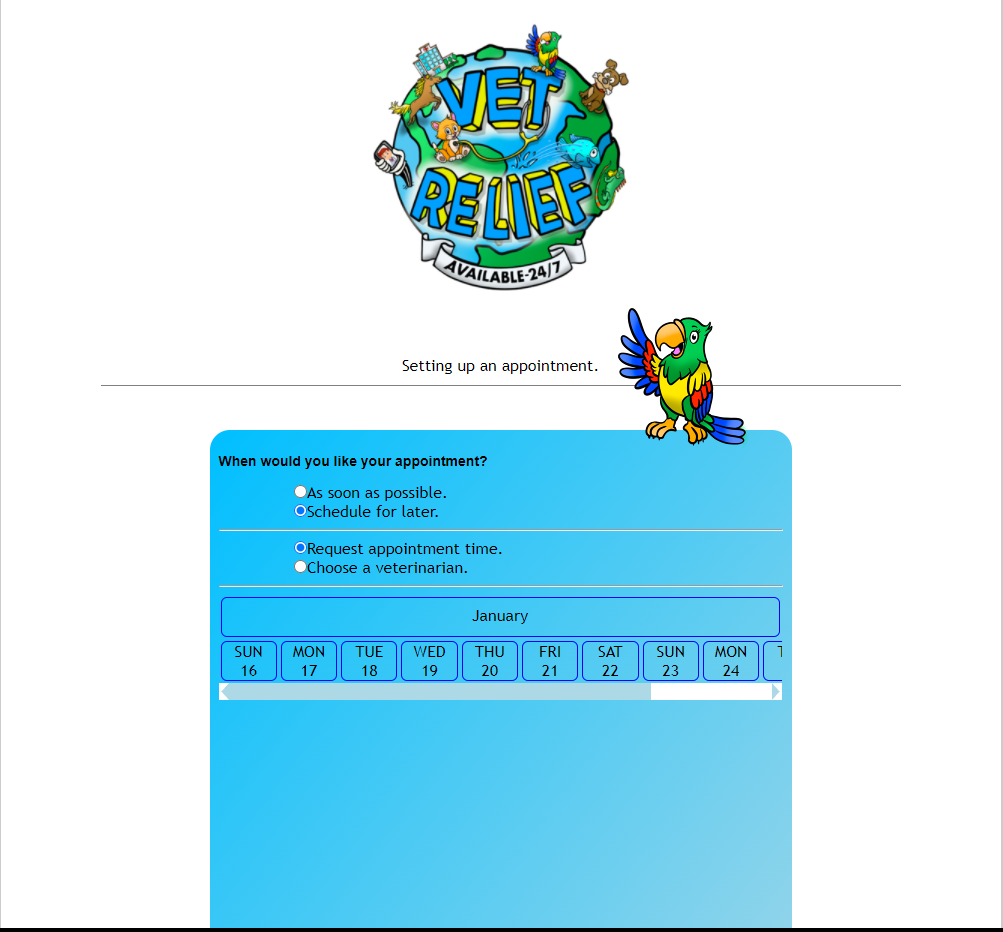 VET
RELIEF
AVAILABLE-24/7
Setting up an appointment.
When would you like your appointment?
As soon as possible.
Schedule for later.
Request appointment time.
Choose a veterinarian.
January
SUN MON TUE WED THU FRI SAT SUN MON
16 17 18 19 20 21 22 23 24